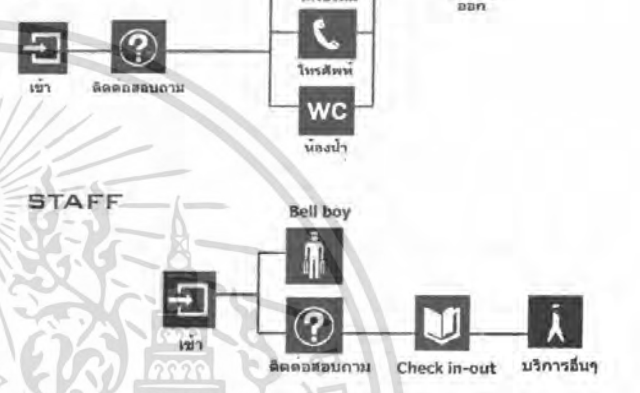 ออก
เข้า
ติดต่อสอบถาม
โทรศัพท์
WC
ห้องน้ำ
STAFF
Bell boy
เข้า
ติดต่อสอบถาม
Check in-out
บริการอื่นๆ